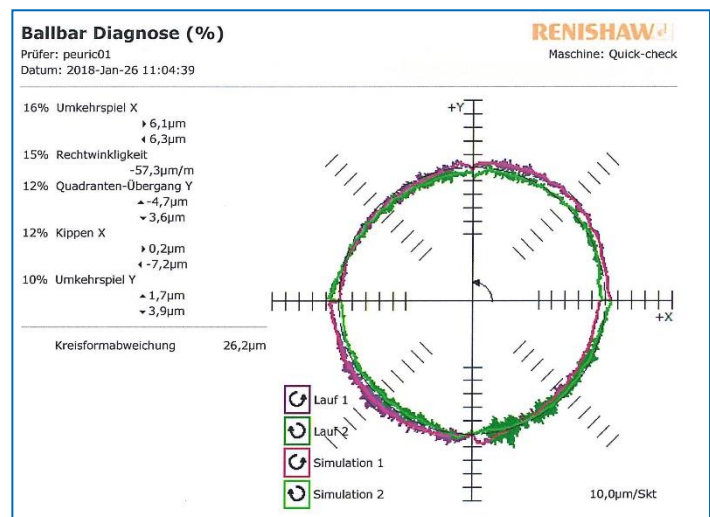 Ballbar Diagnose (%)
RENISHAW
Prüfer: peuric01
Maschine: Quick-check
Datum: 2018-Jan-26 11:04:39
16% Umkehrspiel X
6,1µm
6,3µm
15% Rechtwinkligkeit
-57,3µm/m
12% Quadranten-Übergang Y
-4,7µm
3,6µm
12% Kippen X
0,2µm
-7,2µm
10% Umkehrspiel Y
1,7µm
3,9µm
Kreisformabweichung 26,2µm
+Y
+X
Lauf 1
Lauf 2
Simulation 1
Simulation 2
10,0µm/Skt